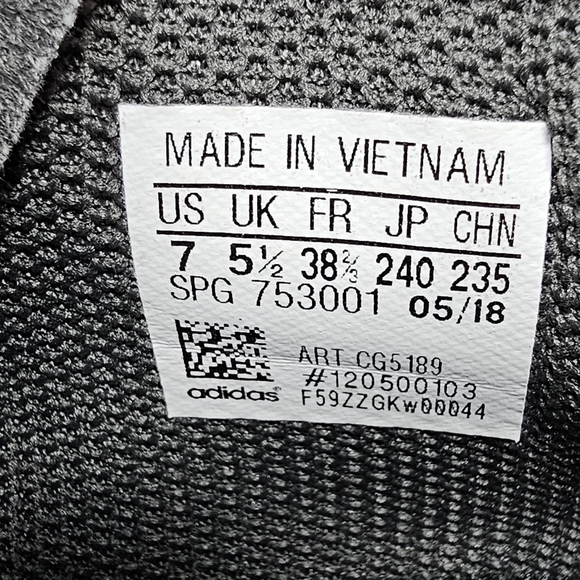 MADE IN VIETNAM
US UK FR JP CHN
7 5½ 38⅔ 240 235
SPG 753001 05/18
ART CG5189
#120500103
adidas F59ZZGKW00044